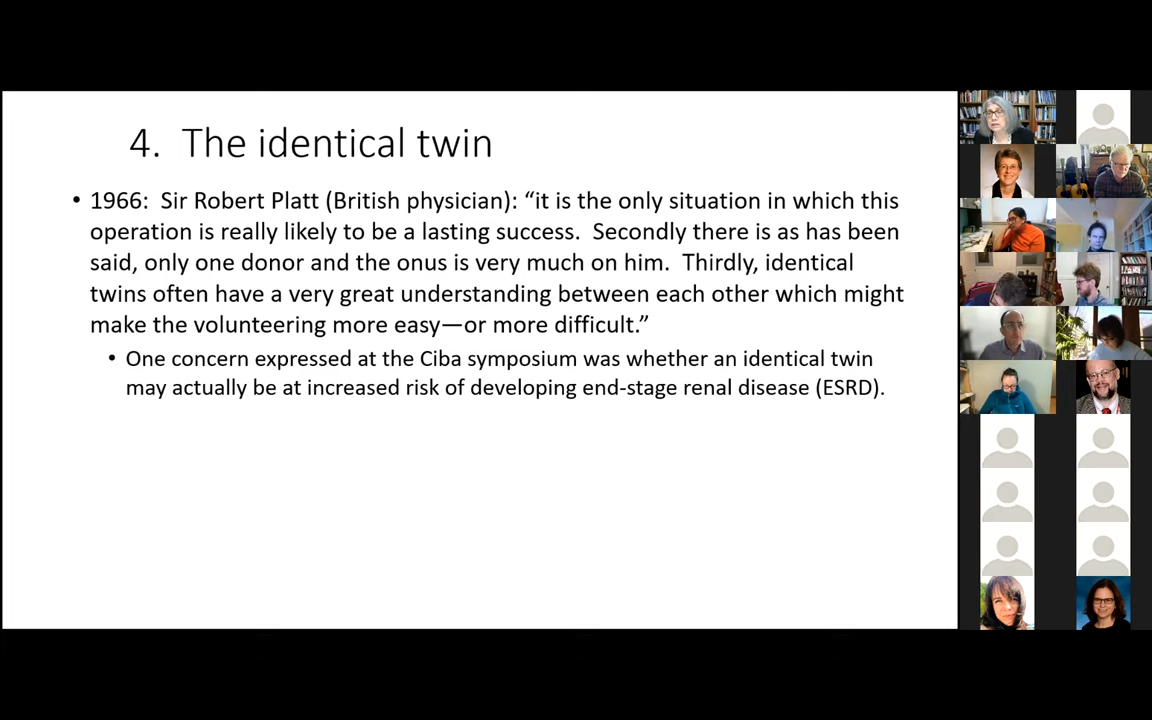 4. The identical twin
• 1966: Sir Robert Platt (British physician): “it is the only situation in which this
operation is really likely to be a lasting success. Secondly there is as has been
said, only one donor and the onus is very much on him. Thirdly, identical
twins often have a very great understanding between each other which might
make the volunteering more easy—or more difficult.”
• One concern expressed at the Ciba symposium was whether an identical twin
may actually be at increased risk of developing end-stage renal disease (ESRD).